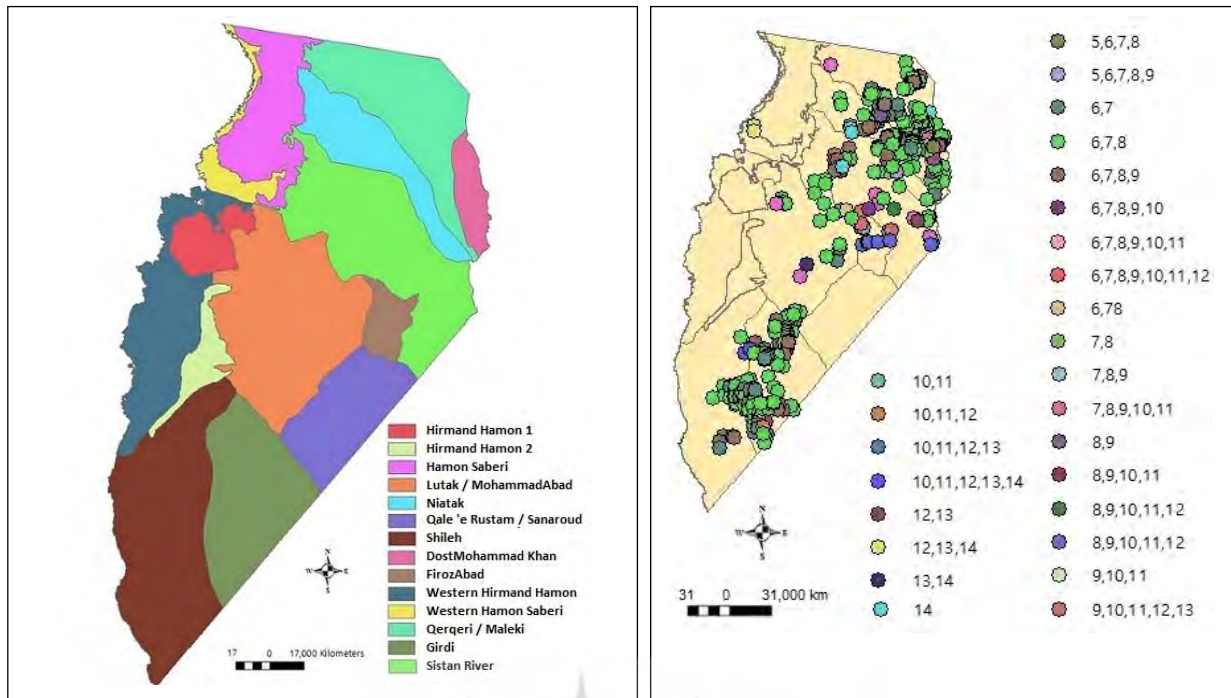 Hirmand Hamon 1
Hirmand Hamon 2
Hamon Saberi
Lutak / MohammadAbad
Niatak
Qale 'e Rustam / Sanaroud
Shileh
DostMohammad Khan
FirozAbad
Western Hirmand Hamon
Western Hamon Saberi
Qerqeri / Maleki
Girdi
Sistan River
N
W E
S
17 0 17,000 Kilometers
5,6,7,8
5,6,7,8,9
6,7
6,7,8
6,7,8,9
6,7,8,9,10
6,7,8,9,10,11
6,7,8,9,10,11,12
6,78
7,8
7,8,9
7,8,9,10,11
8,9
8,9,10,11
8,9,10,11,12
8,9,10,11,12
9,10,11
9,10,11,12,13
10,11
10,11,12
10,11,12,13
10,11,12,13,14
12,13
12,13,14
13,14
14
N
W E
S
31 0 31,000 km